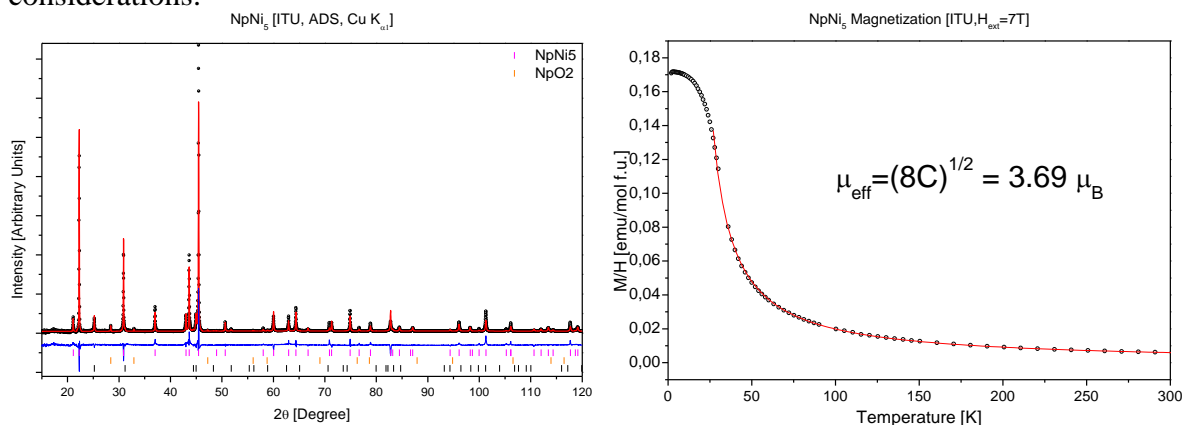 considerations.
NpNi5 [ITU, ADS, Cu Kα1]
NpNi5
NpO2
Intensity [Arbitrary Units]
20 30 40 50 60 70 80 90 100 110 120
2θ [Degree]
NpNi5 Magnetization [ITU,Hext=7T]
0,18
0,16
0,14
0,12
0,10
0,08
0,06
0,04
0,02
0,00
M/H [emu/mol f.u.]
μeff=(8C)1/2 = 3.69 μB
0 50 100 150 200 250 300
Temperature [K]